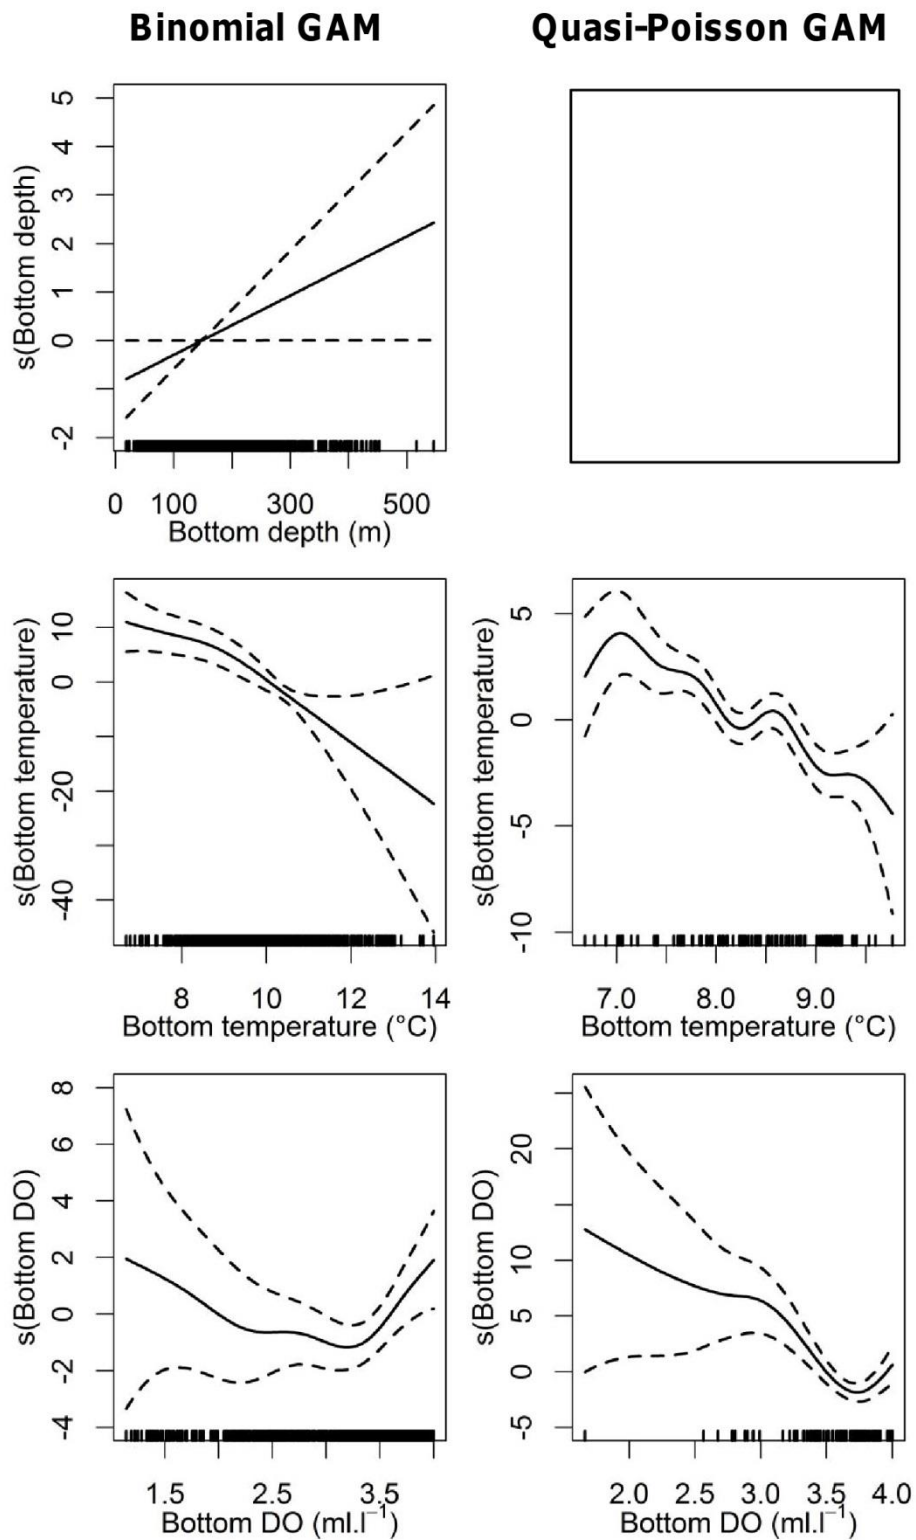 Binomial GAM
Quasi-Poisson GAM
s(Bottom depth)
5
4
3
2
1
0
-2
0 100 300 500
Bottom depth (m)
s(Bottom temperature)
10
0
-20
-40
8 10 12 14
Bottom temperature (°C)
s(Bottom temperature)
5
0
-5
-10
7.0 8.0 9.0
Bottom temperature (°C)
s(Bottom DO)
8
6
4
2
0
-2
-4
1.5 2.5 3.5
Bottom DO (ml.l⁻¹)
s(Bottom DO)
20
10
5
0
-5
2.0 2.5 3.0 3.5 4.0
Bottom DO (ml.l⁻¹)